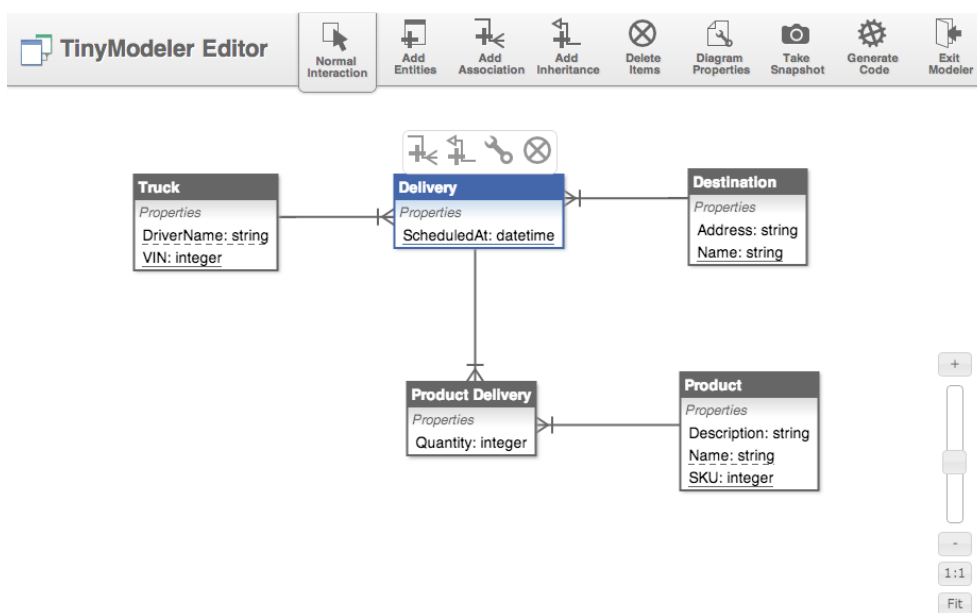 TinyModeler Editor
Normal
Interaction
Add
Entities
Add
Association
Add
Inheritance
Delete
Items
Diagram
Properties
Take
Snapshot
Generate
Code
Exit
Modeler
Truck
Properties
DriverName: string
VIN: integer
Delivery
Properties
ScheduledAt: datetime
Destination
Properties
Address: string
Name: string
Product Delivery
Properties
Quantity: integer
Product
Properties
Description: string
Name: string
SKU: integer
+
-
1:1
Fit